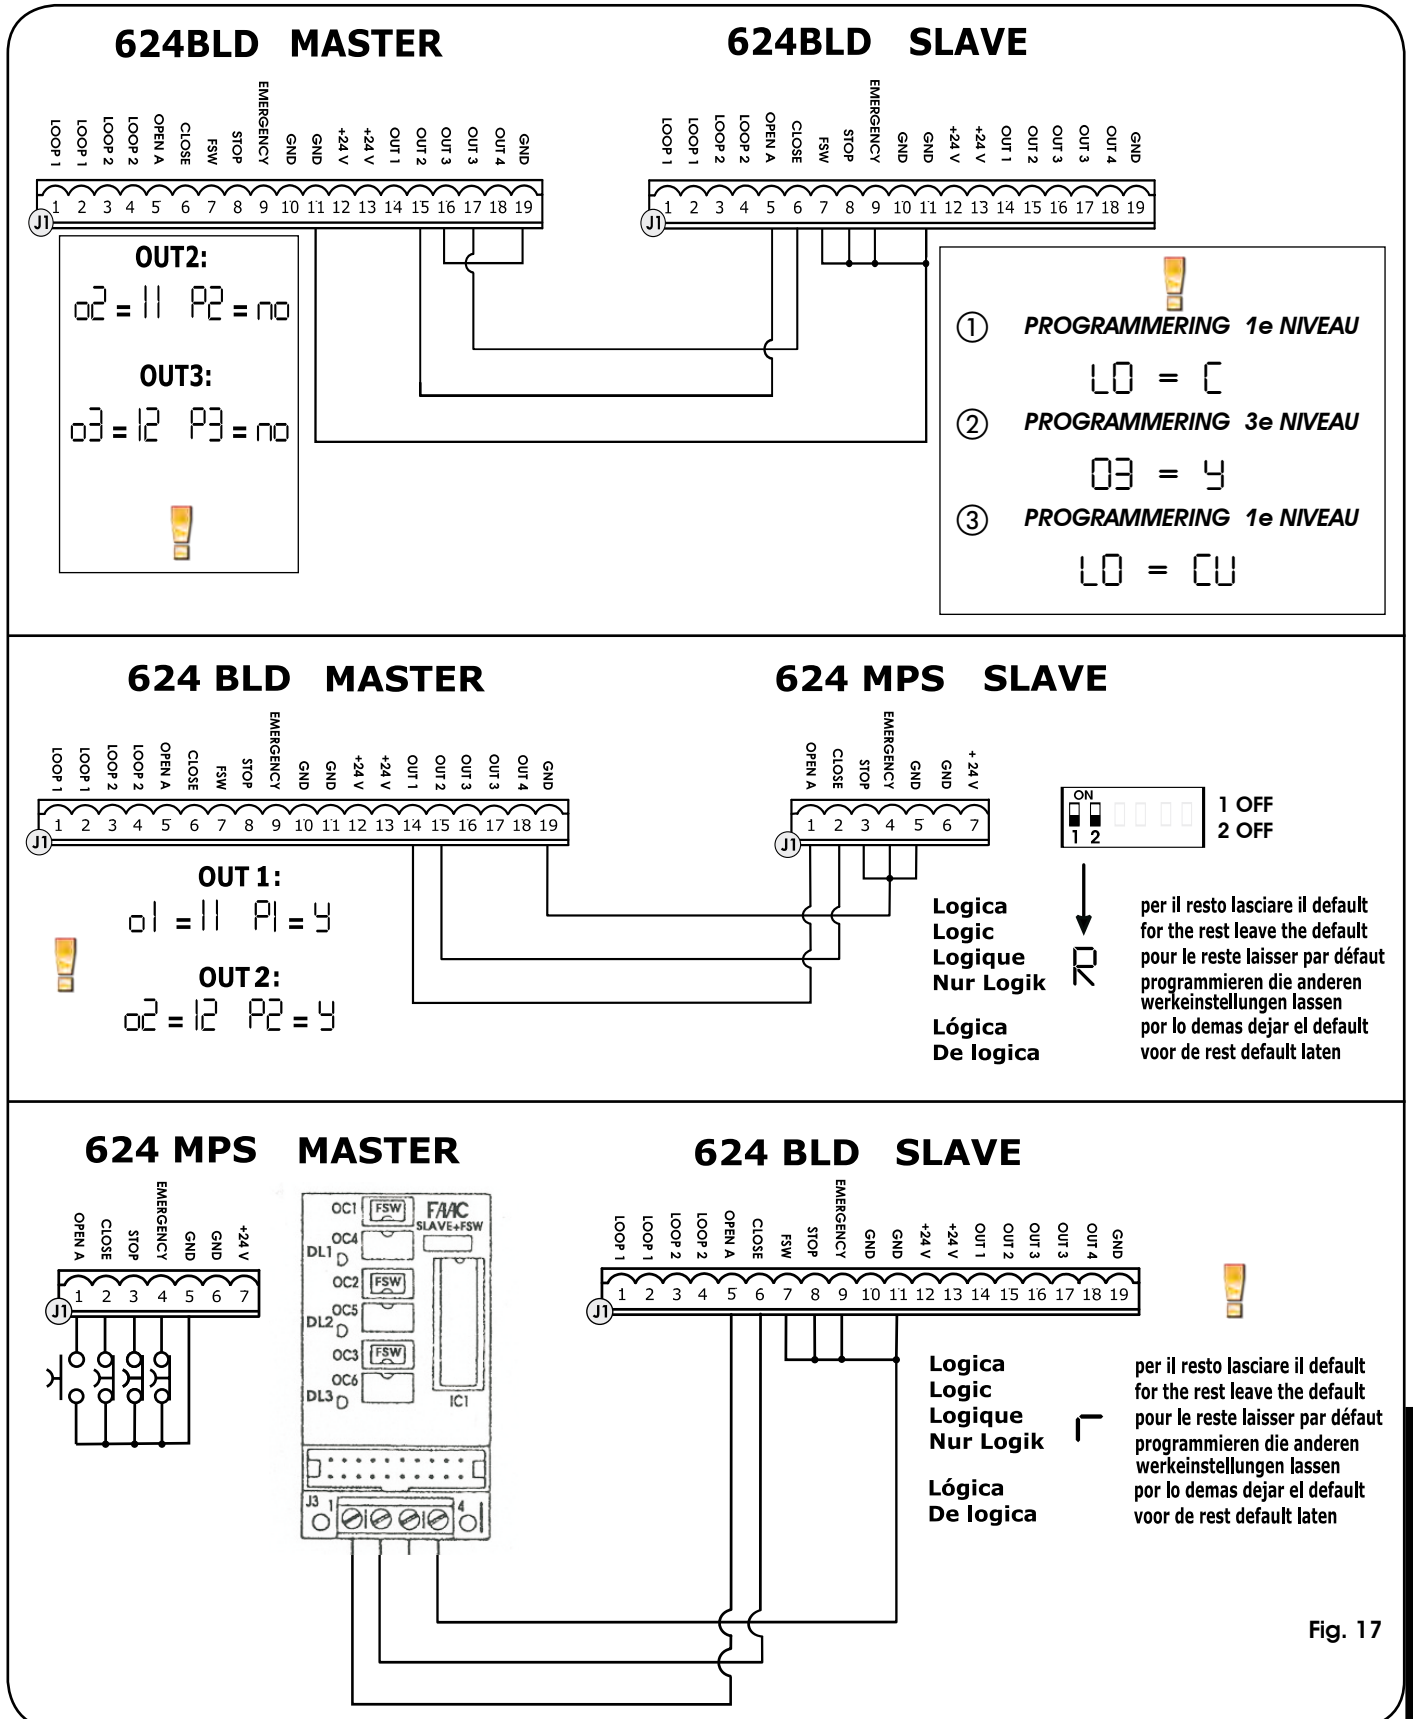 624BLD MASTER
624BLD SLAVE
LOOP 1 LOOP 1 LOOP 2 LOOP 2 OPEN A CLOSE FSW STOP EMERGENCY GND GND +24 V +24 V OUT 1 OUT 2 OUT 3 OUT 3 OUT 4 GND
J1 1 2 3 4 5 6 7 8 9 10 11 12 13 14 15 16 17 18 19
LOOP 1 LOOP 1 LOOP 2 LOOP 2 OPEN A CLOSE FSW STOP EMERGENCY GND GND +24 V +24 V OUT 1 OUT 2 OUT 3 OUT 3 OUT 4 GND
J1 1 2 3 4 5 6 7 8 9 10 11 12 13 14 15 16 17 18 19
OUT2:
o2 = 11 P2 = no
OUT3:
o3 = 12 P3 = no
1 PROGRAMMERING 1e NIVEAU
LO = C
2 PROGRAMMERING 3e NIVEAU
03 = Y
3 PROGRAMMERING 1e NIVEAU
LO = CU
624 BLD MASTER
624 MPS SLAVE
LOOP 1 LOOP 1 LOOP 2 LOOP 2 OPEN A CLOSE FSW STOP EMERGENCY GND GND +24 V +24 V OUT 1 OUT 2 OUT 3 OUT 3 OUT 4 GND
J1 1 2 3 4 5 6 7 8 9 10 11 12 13 14 15 16 17 18 19
OPEN A CLOSE STOP EMERGENCY GND GND + 24 V
J1 1 2 3 4 5 6 7
ON
1 2
1 OFF
2 OFF
OUT 1:
o1 = 11 P1 = Y
OUT 2:
o2 = 12 P2 = Y
Logica per il resto lasciare il default
Logic for the rest leave the default
Logique R pour le reste laisser par défaut
Nur Logik programmieren die anderen
werkeinstellungen lassen
Lógica por lo demas dejar el default
De logica voor de rest default laten
624 MPS MASTER
624 BLD SLAVE
OPEN A CLOSE STOP EMERGENCY GND GND +24 V
J1 1 2 3 4 5 6 7
OC1 FSW FAAC
SLAVE+FSW
OC4
DL1 D
OC2 FSW
OC5
DL2 D
OC3 FSW
OC6
DL3 D
IC1
J3 1 4
LOOP 1 LOOP 1 LOOP 2 LOOP 2 OPEN A CLOSE FSW STOP EMERGENCY GND GND +24 V +24 V OUT 1 OUT 2 OUT 3 OUT 3 OUT 4 GND
J1 1 2 3 4 5 6 7 8 9 10 11 12 13 14 15 16 17 18 19
Logica per il resto lasciare il default
Logic for the rest leave the default
Logique r pour le reste laisser par défaut
Nur Logik programmieren die anderen
werkeinstellungen lassen
Lógica por lo demas dejar el default
De logica voor de rest default laten
Fig. 17